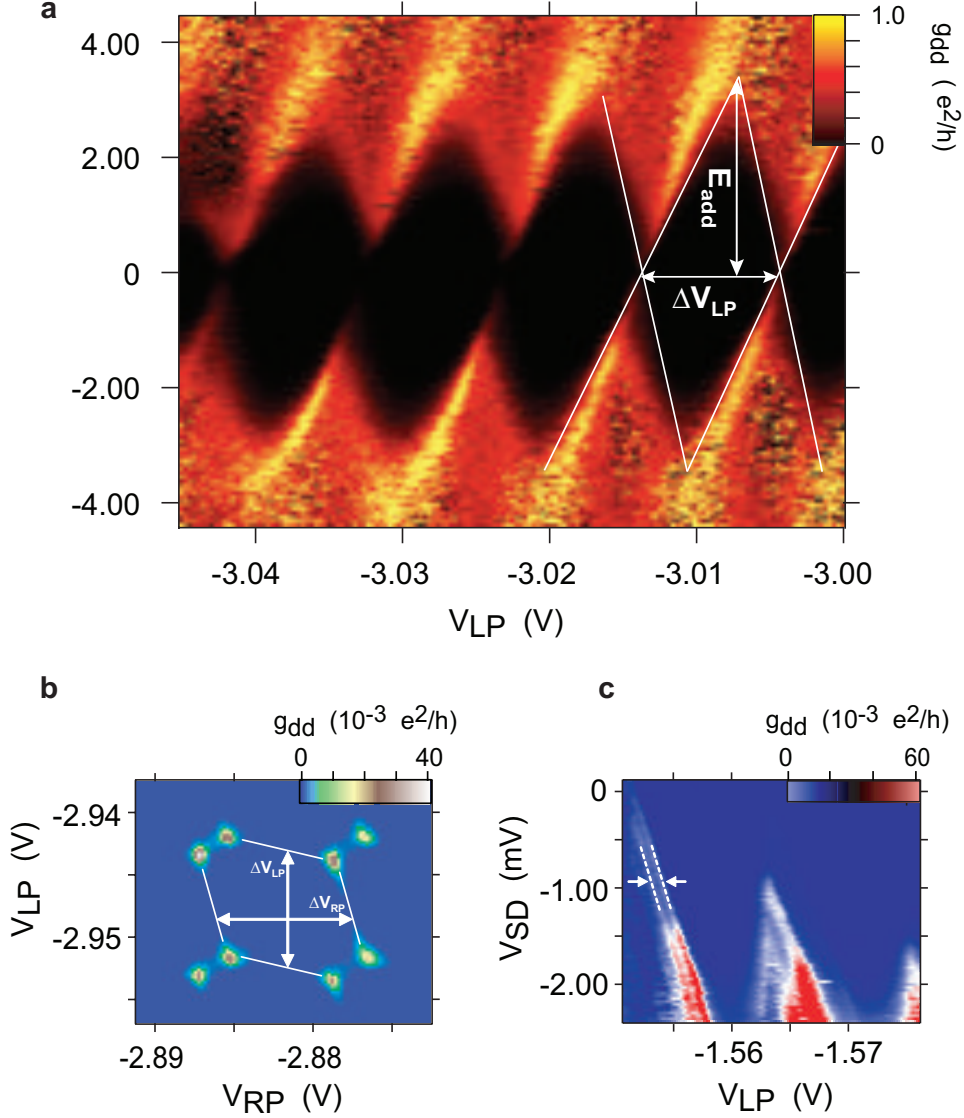 a
4.00
2.00
0
-2.00
-4.00
1.0
0
gdd ( e²/h)
Eadd
ΔVLP
-3.04
-3.03
-3.02
-3.01
-3.00
VLP (V)
b
gdd (10⁻³ e²/h)
0
20
40
-2.94
-2.95
VLP (V)
ΔVLP
ΔVRP
-2.89
-2.88
VRP (V)
c
gdd (10⁻³ e²/h)
0
60
0
-1.00
-2.00
VSD (mV)
-1.56
-1.57
VLP (V)